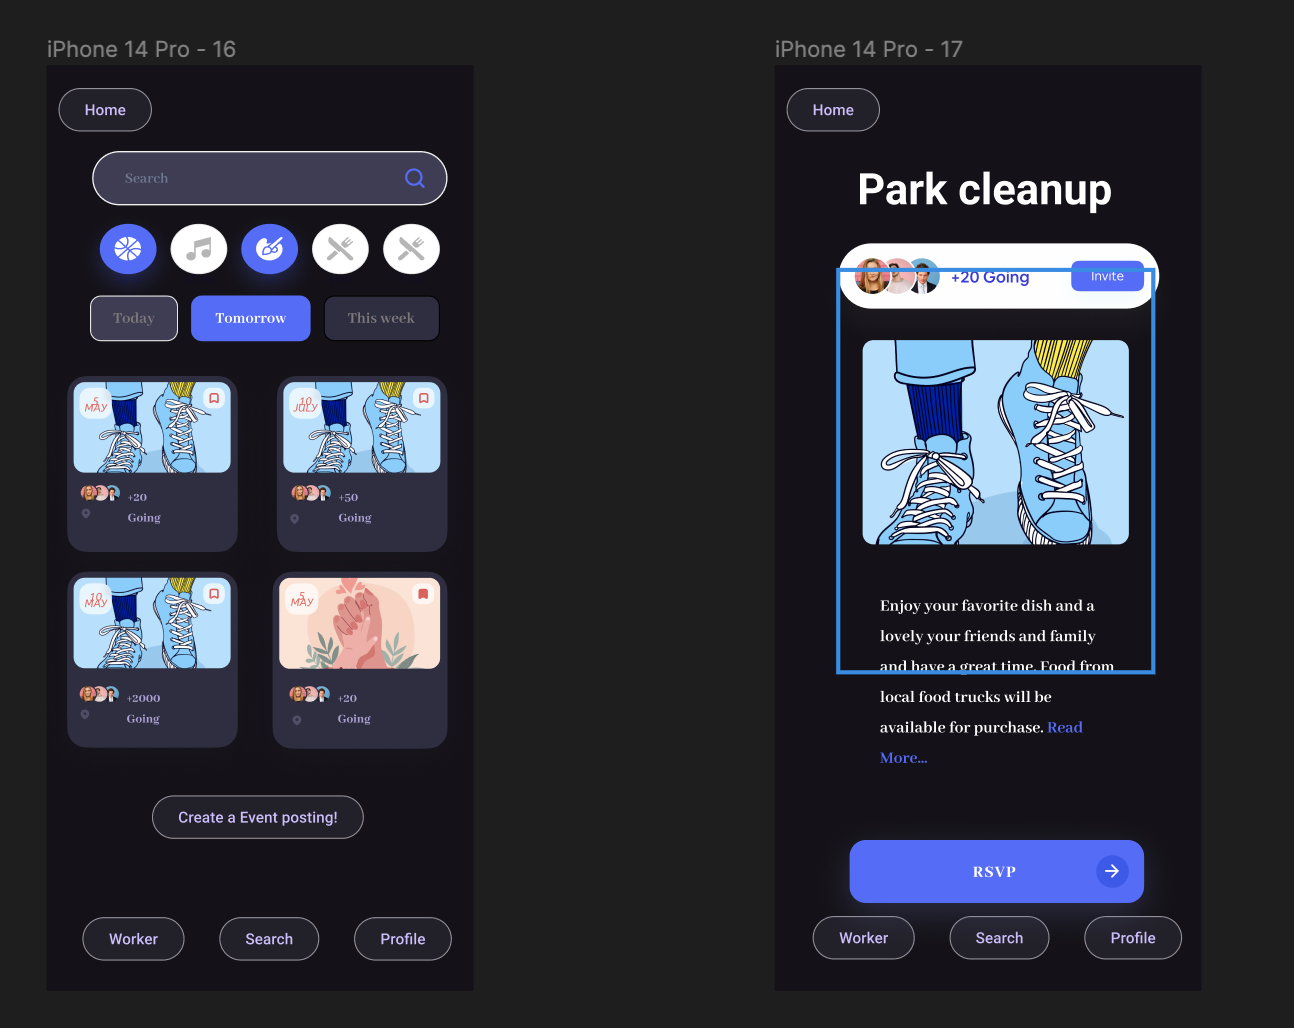 iPhone 14 Pro - 16
Home
Search
Today
Tomorrow
This week
5
MAY
+20
Going
10
JULY
+50
Going
10
MAY
+2000
Going
5
MAY
+20
Going
Create a Event posting!
Worker
Search
Profile
iPhone 14 Pro - 17
Home
Park cleanup
+20 Going
Invite
Enjoy your favorite dish and a
lovely your friends and family
and have a great time. Food from
local food trucks will be
available for purchase. Read
More...
RSVP
Worker
Search
Profile